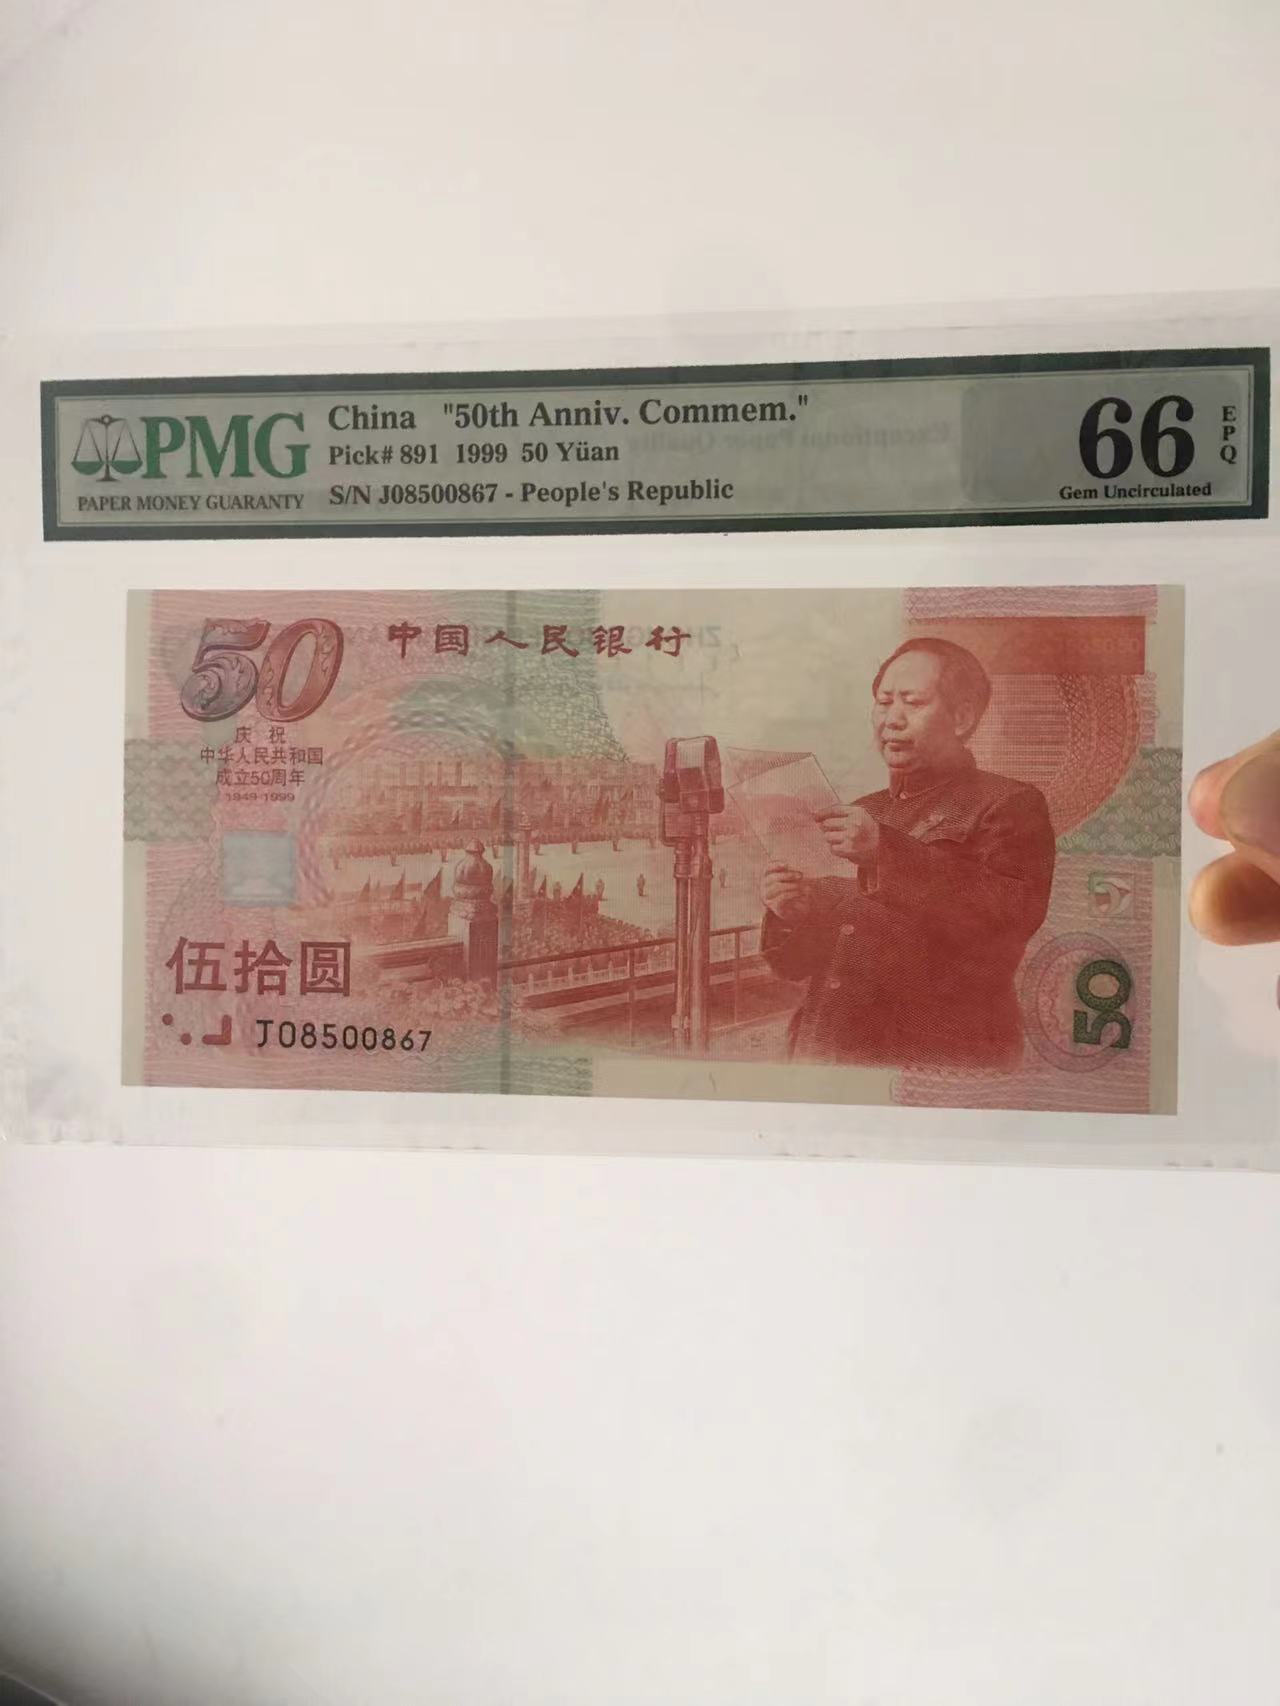 PMG
PAPER MONEY GUARANTY
China "50th Anniv. Commem."
Pick# 891 1999 50 Yüan
S/N J08500867 - People's Republic
66
EPQ
Gem Uncirculated
50
中国人民银行
庆祝
中华人民共和国
成立50周年
1949-1999
伍拾圆
J08500867
50